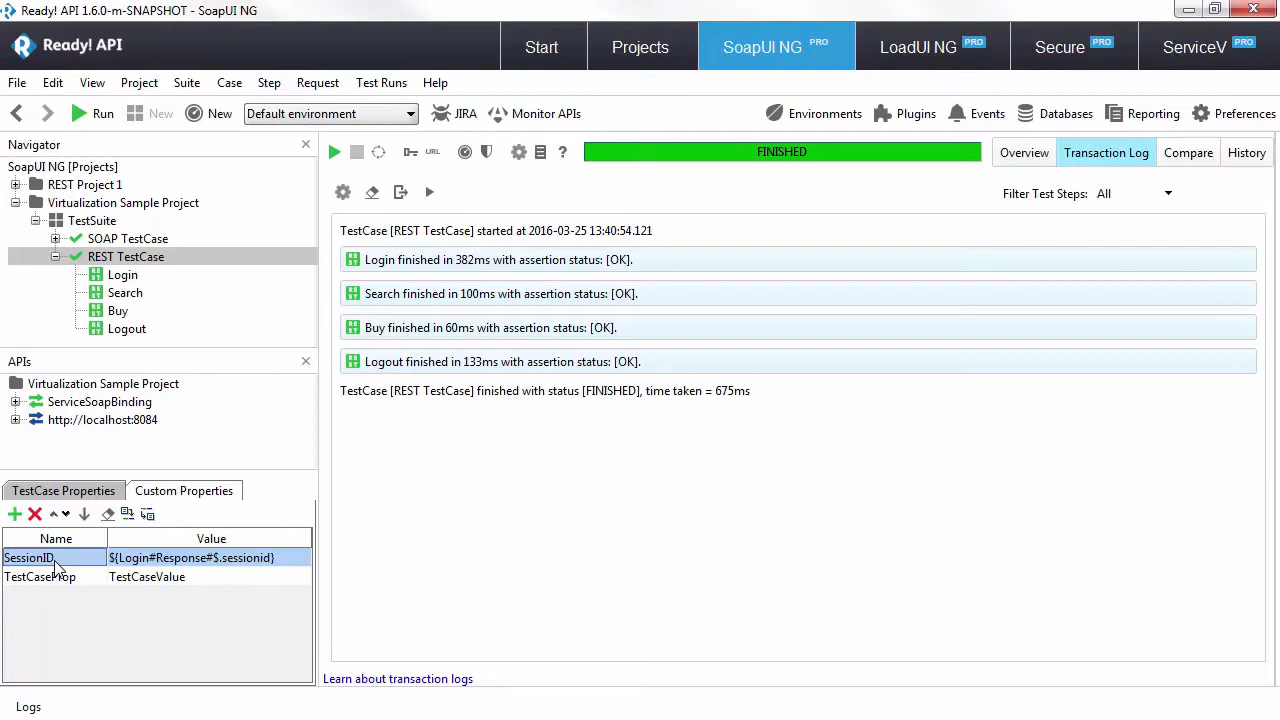 Ready! API 1.6.0-m-SNAPSHOT - SoapUI NG
Ready! API
Start
Projects
SoapUI NG PRO
LoadUI NG PRO
Secure PRO
ServiceV PRO
File Edit View Project Suite Case Step Request Test Runs Help
Run New New Default environment JIRA Monitor APIs Environments Plugins Events Databases Reporting Preferences
Navigator
SoapUI NG [Projects]
REST Project 1
Virtualization Sample Project
TestSuite
SOAP TestCase
REST TestCase
Login
Search
Buy
Logout
APIs
Virtualization Sample Project
ServiceSoapBinding
http://localhost:8084
TestCase Properties Custom Properties
Name Value
SessionID ${Login#Response#$.sessionid}
TestCaseProp TestCaseValue
URL
FINISHED
Overview Transaction Log Compare History
Filter Test Steps: All
TestCase [REST TestCase] started at 2016-03-25 13:40:54.121
Login finished in 382ms with assertion status: [OK].
Search finished in 100ms with assertion status: [OK].
Buy finished in 60ms with assertion status: [OK].
Logout finished in 133ms with assertion status: [OK].
TestCase [REST TestCase] finished with status [FINISHED], time taken = 675ms
Learn about transaction logs
Logs